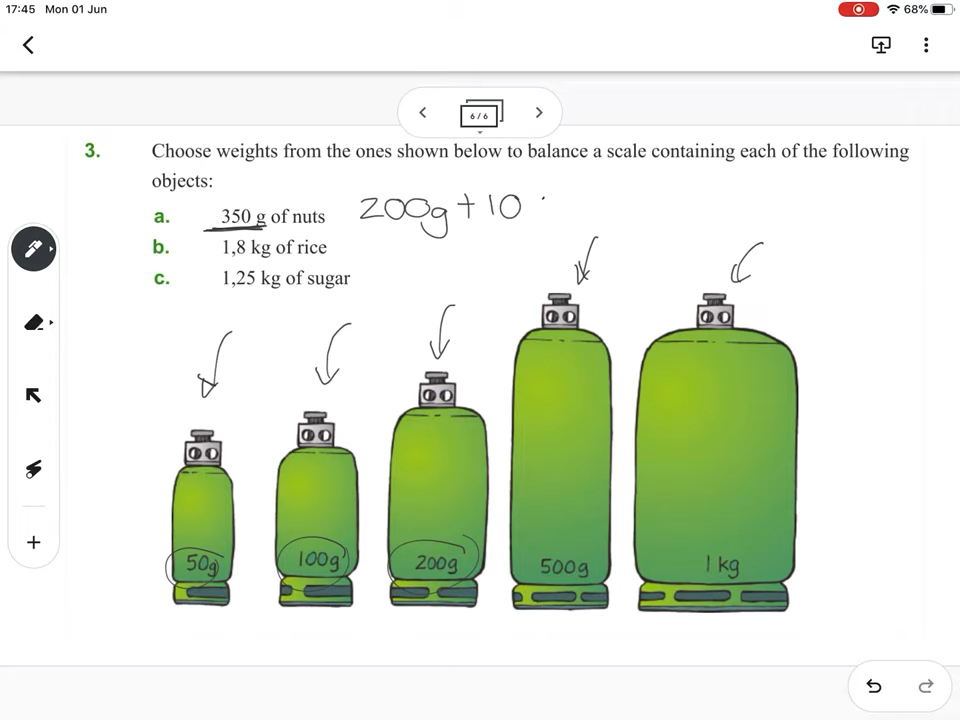 17:45 Mon 01 Jun
68%
6 / 6
3. Choose weights from the ones shown below to balance a scale containing each of the following
objects:
a. 350 g of nuts 200g + 10
b. 1,8 kg of rice
c. 1,25 kg of sugar
50g 100g 200g 500g 1 kg